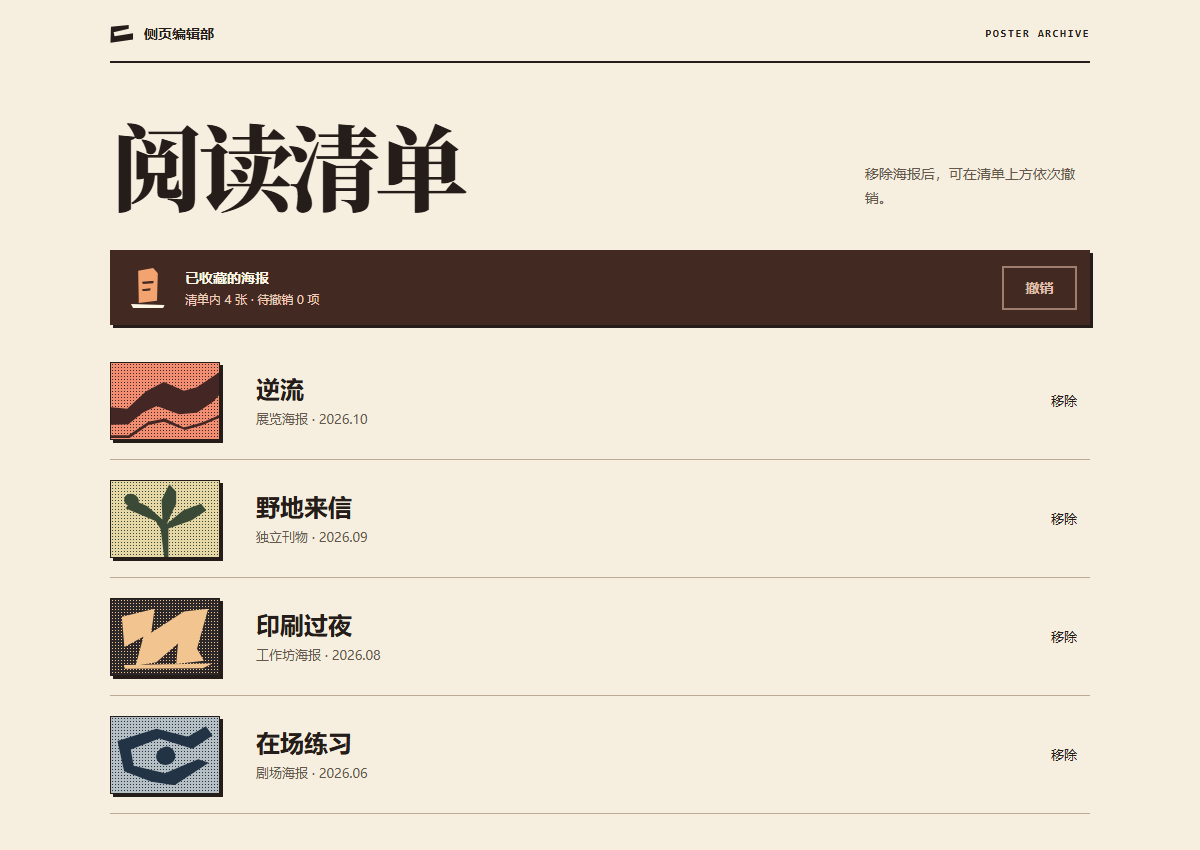 侧页编辑部
POSTER ARCHIVE
阅读清单
移除海报后，可在清单上方依次撤
销。
已收藏的海报
清单内 4 张 · 待撤销 0 项
撤销
逆流
展览海报 · 2026.10
移除
野地来信
独立刊物 · 2026.09
移除
印刷过夜
工作坊海报 · 2026.08
移除
在场练习
剧场海报 · 2026.06
移除